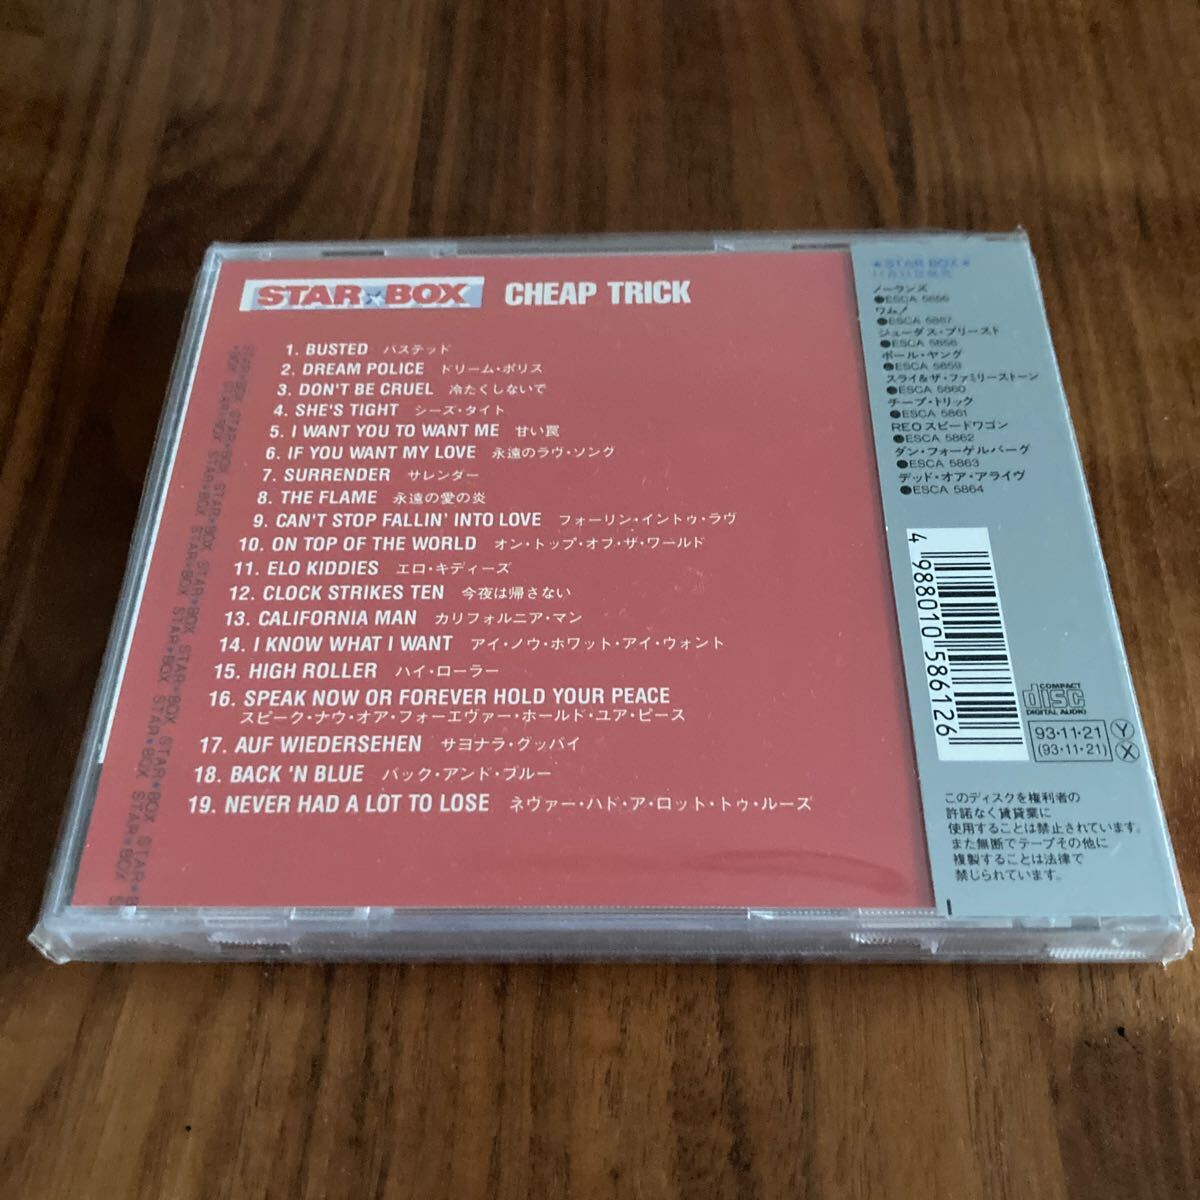 STAR★BOX CHEAP TRICK
1. BUSTED バステッド
2. DREAM POLICE ドリーム・ポリス
3. DON'T BE CRUEL 冷たくしないで
4. SHE'S TIGHT シーズ・タイト
5. I WANT YOU TO WANT ME 甘い罠
6. IF YOU WANT MY LOVE 永遠のラヴ・ソング
7. SURRENDER サレンダー
8. THE FLAME 永遠の愛の炎
9. CAN'T STOP FALLIN' INTO LOVE フォーリン・イントゥ・ラヴ
10. ON TOP OF THE WORLD オン・トップ・オブ・ザ・ワールド
11. ELO KIDDIES エロ・キディーズ
12. CLOCK STRIKES TEN 今夜は帰さない
13. CALIFORNIA MAN カリフォルニア・マン
14. I KNOW WHAT I WANT アイ・ノウ・ホワット・アイ・ウォント
15. HIGH ROLLER ハイ・ローラー
16. SPEAK NOW OR FOREVER HOLD YOUR PEACE
スピーク・ナウ・オア・フォーエヴァー・ホールド・ユア・ピース
17. AUF WIEDERSEHEN サヨナラ・グッバイ
18. BACK 'N BLUE バック・アンド・ブルー
19. NEVER HAD A LOT TO LOSE ネヴァー・ハド・ア・ロット・トゥ・ルーズ
STAR★BOX STAR★BOX STAR★BOX STAR★BOX STAR★BOX
★STAR BOX★
ノーランズ
●ESCA 5856
ワム!
●ESCA 5857
ジューダス・プリースト
●ESCA 5858
ポール・ヤング
●ESCA 5859
スライ&ザ・ファミリーストーン
●ESCA 5860
チープ・トリック
●ESCA 5861
REOスピードワゴン
●ESCA 5862
ダン・フォーゲルバーグ
●ESCA 5863
デッド・オア・アライヴ
●ESCA 5864
4 988010 586126
COMPACT
disc
DIGITAL AUDIO
93・11・21 Y
(93・11・21) X
このディスクを権利者の
許諾なく賃貸業に
使用することは禁止されています。
また無断でテープその他に
複製することは法律で
禁じられています。